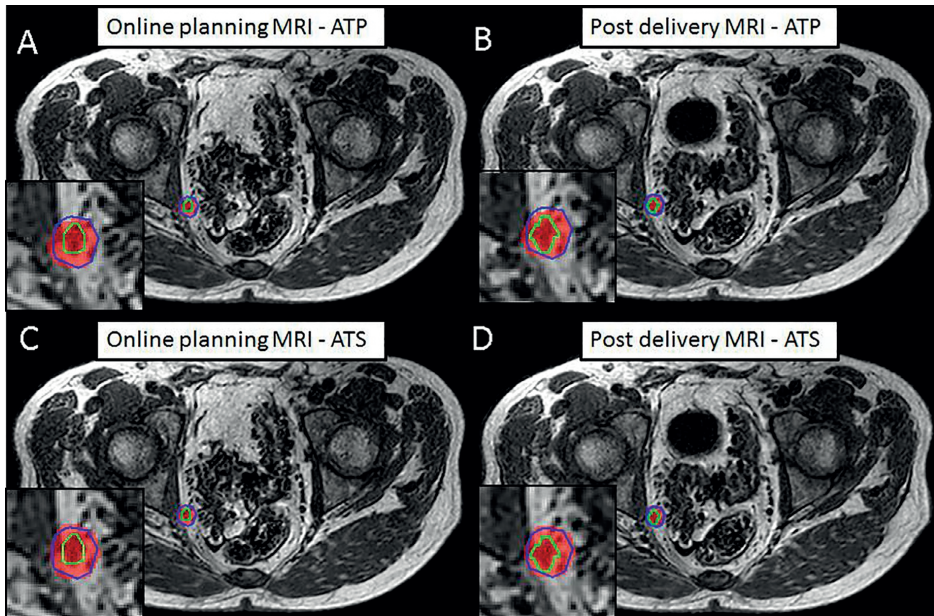 A
Online planning MRI - ATP
B
Post delivery MRI - ATP
C
Online planning MRI - ATS
D
Post delivery MRI - ATS